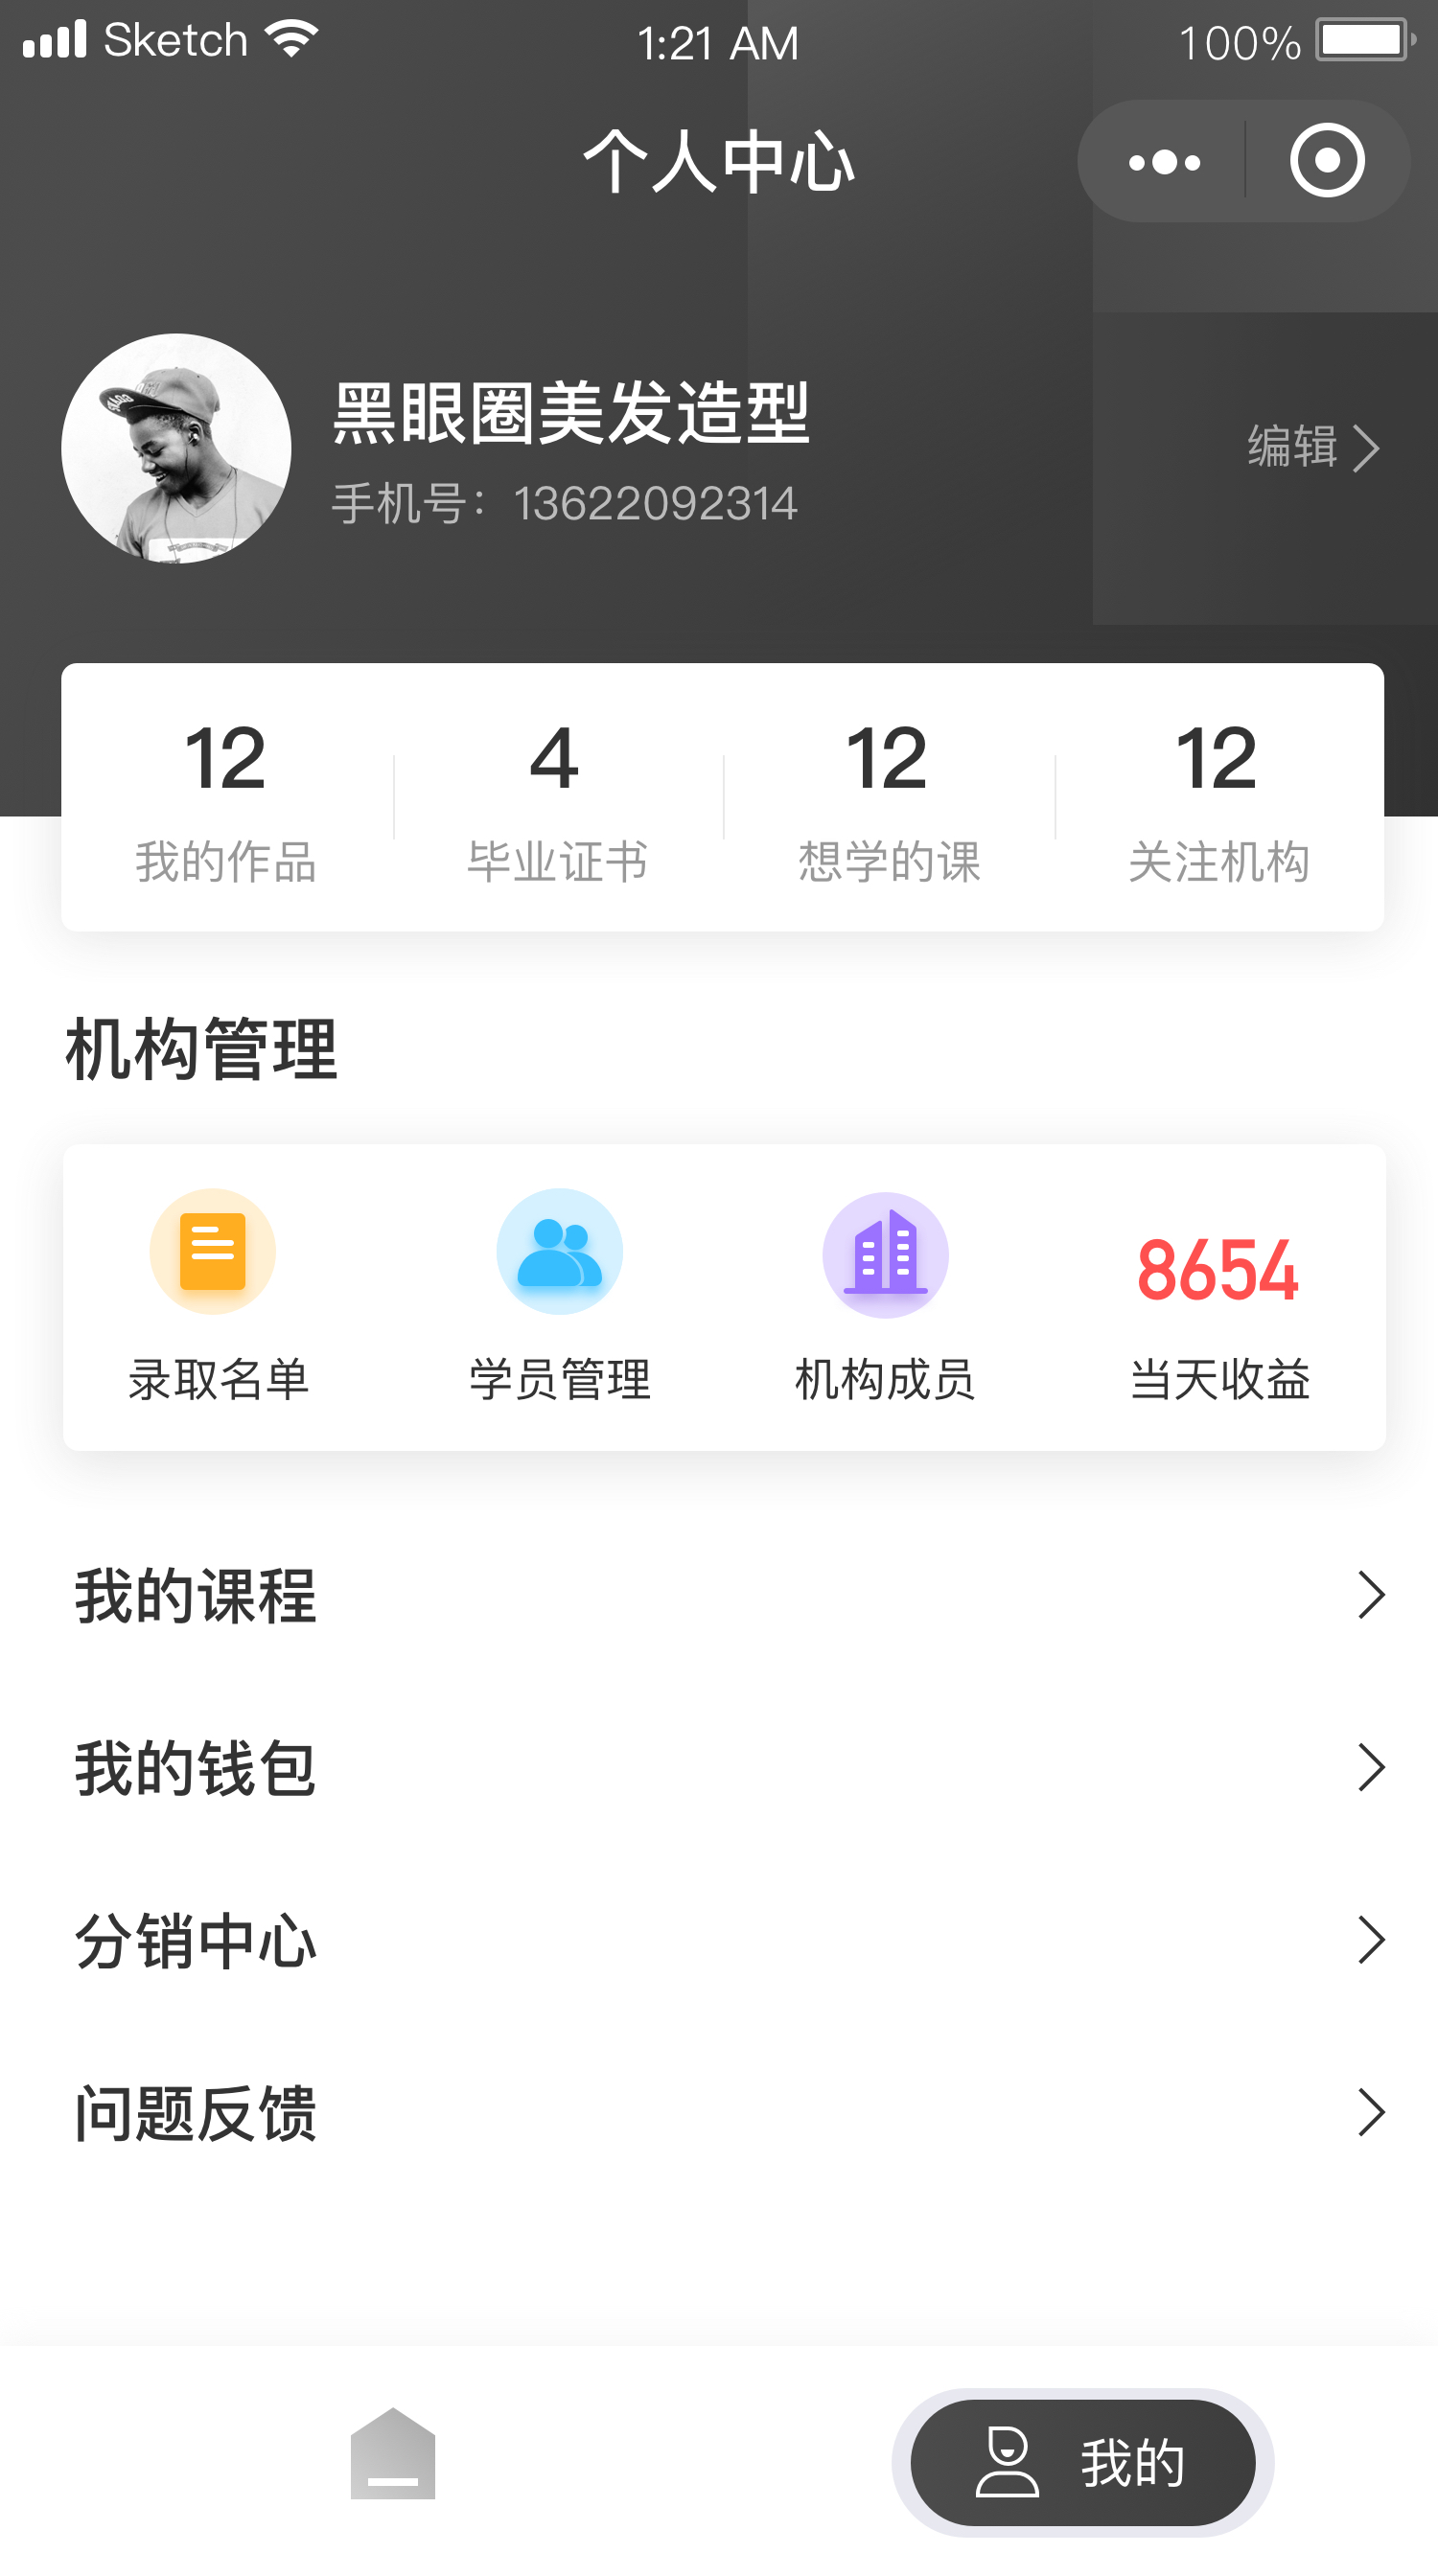 Sketch 1:21 AM 100%
个人中心
黑眼圈美发造型
手机号：13622092314
编辑
12 4 12 12
我的作品 毕业证书 想学的课 关注机构
机构管理
8654
录取名单 学员管理 机构成员 当天收益
我的课程
我的钱包
分销中心
问题反馈
我的